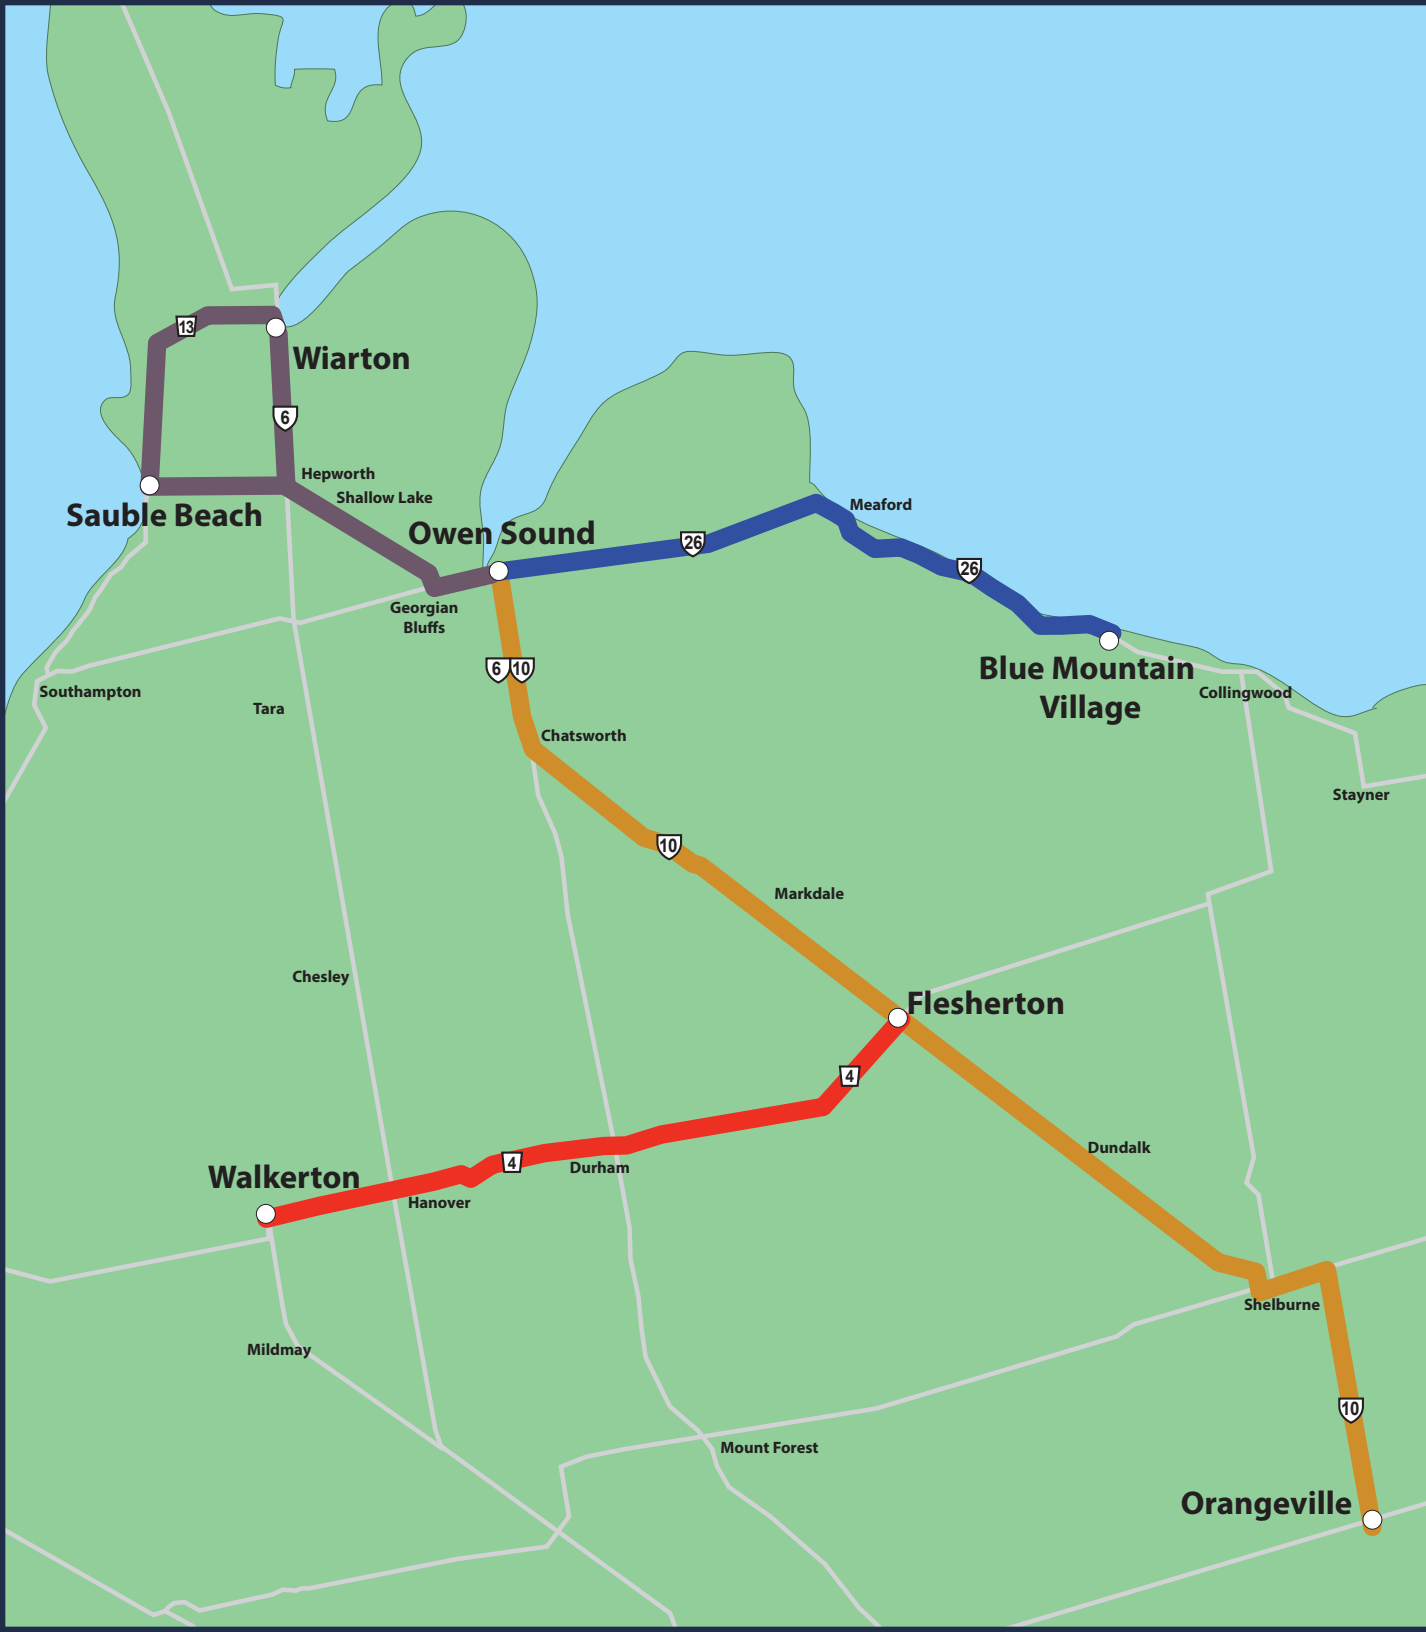 13
Wiarton
6
Hepworth
Shallow Lake
Sauble Beach
Owen Sound
26
Meaford
26
Georgian
Bluffs
6
10
Blue Mountain
Village
Collingwood
Southampton
Tara
Chatsworth
Stayner
10
Markdale
Chesley
Flesherton
4
Dundalk
Walkerton
4
Durham
Hanover
Shelburne
Mildmay
10
Mount Forest
Orangeville